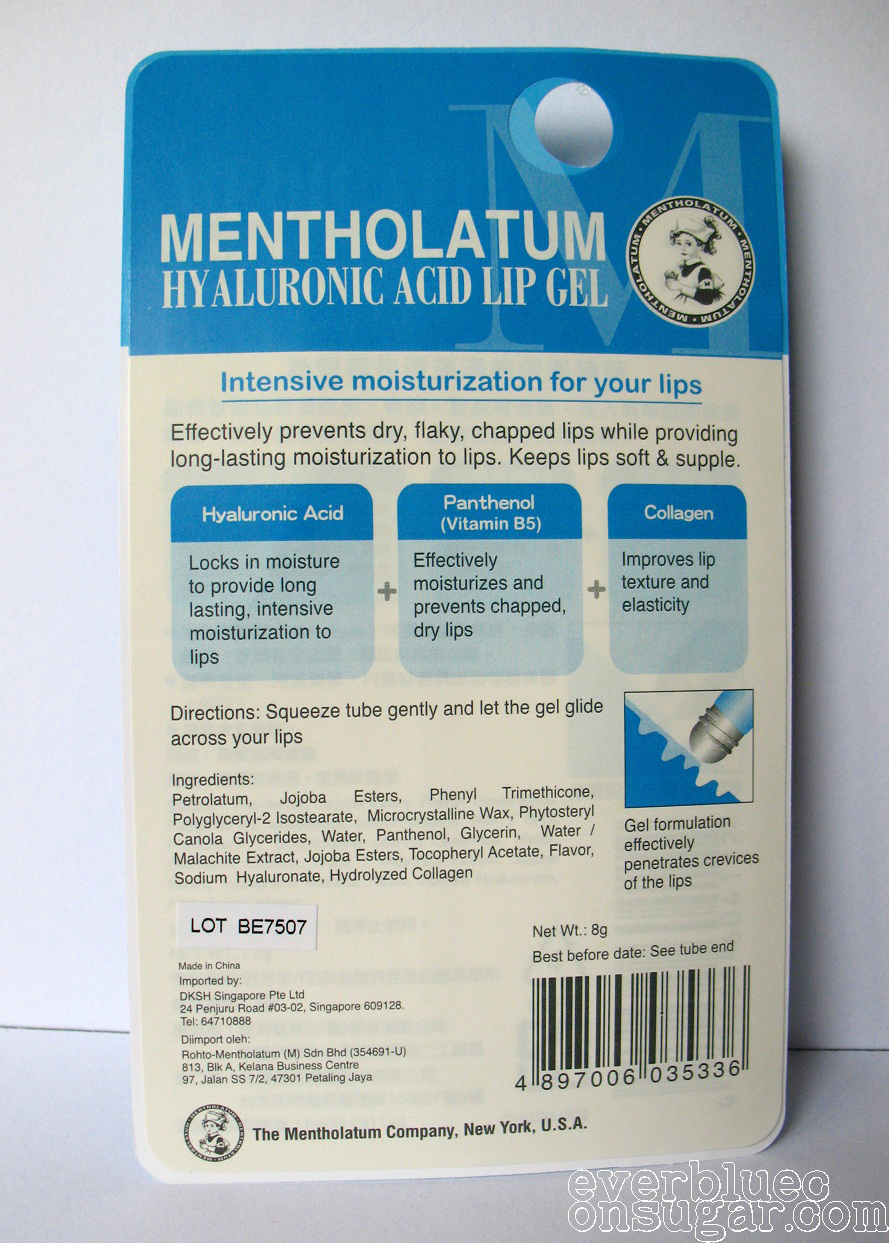 MENTHOLATUM
HYALURONIC ACID LIP GEL
MENTHOLATUM · MENTHOLATUM · MENTHOLATUM · MENTHOLATUM ·
Intensive moisturization for your lips
Effectively prevents dry, flaky, chapped lips while providing
long-lasting moisturization to lips. Keeps lips soft & supple.
Hyaluronic Acid
Locks in moisture
to provide long
lasting, intensive
moisturization to
lips
+
Panthenol
(Vitamin B5)
Effectively
moisturizes and
prevents chapped,
dry lips
+
Collagen
Improves lip
texture and
elasticity
Directions: Squeeze tube gently and let the gel glide
across your lips
Ingredients:
Petrolatum, Jojoba Esters, Phenyl Trimethicone,
Polyglyceryl-2 Isostearate, Microcrystalline Wax, Phytosteryl
Canola Glycerides, Water, Panthenol, Glycerin, Water /
Malachite Extract, Jojoba Esters, Tocopheryl Acetate, Flavor,
Sodium Hyaluronate, Hydrolyzed Collagen
Gel formulation
effectively
penetrates crevices
of the lips
LOT BE7507
Net Wt.: 8g
Best before date: See tube end
Made in China
Imported by:
DKSH Singapore Pte Ltd
24 Penjuru Road #03-02, Singapore 609128.
Tel: 64710888
Diimport oleh:
Rohto-Mentholatum (M) Sdn Bhd (354691-U)
813, Blk A, Kelana Business Centre
97, Jalan SS 7/2, 47301 Petaling Jaya
4 897006 035336
The Mentholatum Company, New York, U.S.A.
everbluec
onsugar.com